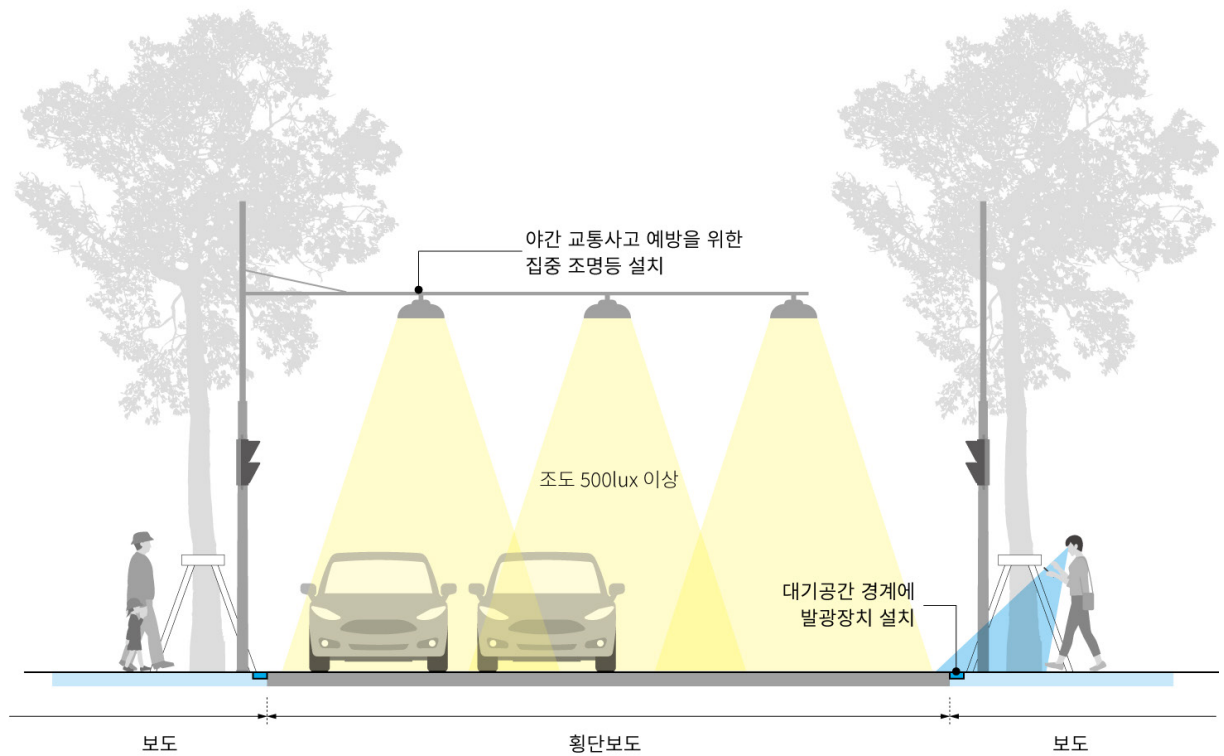 야간 교통사고 예방을 위한
집중 조명등 설치
조도 500lux 이상
대기공간 경계에
발광장치 설치
보도
횡단보도
보도